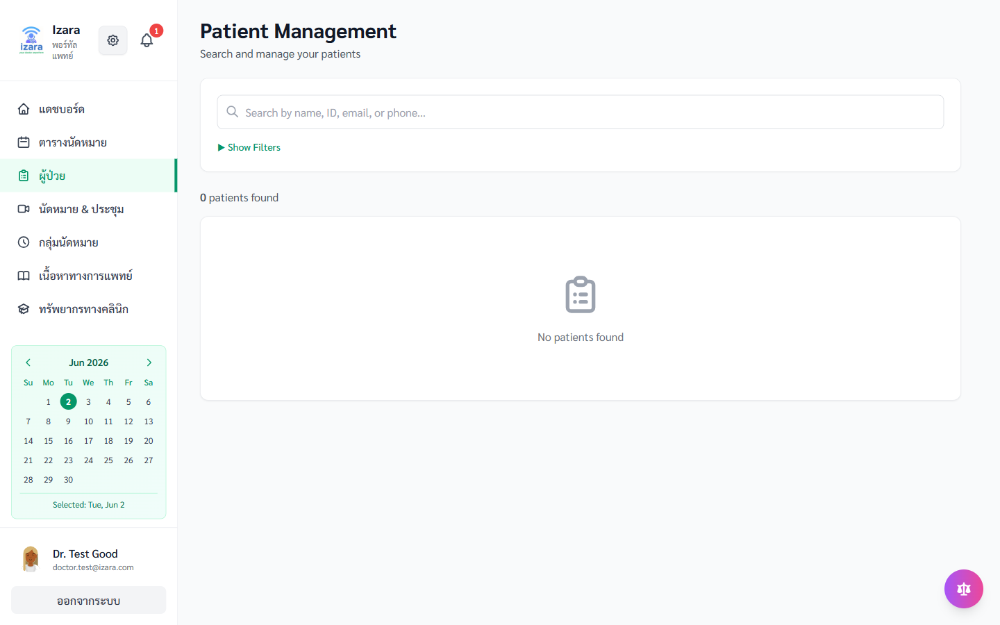 izara
Izara
พอร์ทัล
แพทย์
1
แดชบอร์ด
ตารางนัดหมาย
ผู้ป่วย
นัดหมาย & ประชุม
กลุ่มนัดหมาย
เนื้อหาทางการแพทย์
ทรัพยากรทางคลินิก
Jun 2026
Su Mo Tu We Th Fr Sa
1 2 3 4 5 6
7 8 9 10 11 12 13
14 15 16 17 18 19 20
21 22 23 24 25 26 27
28 29 30
Selected: Tue, Jun 2
Dr. Test Good
doctor.test@izara.com
ออกจากระบบ
Patient Management
Search and manage your patients
Search by name, ID, email, or phone...
▶ Show Filters
0 patients found
No patients found